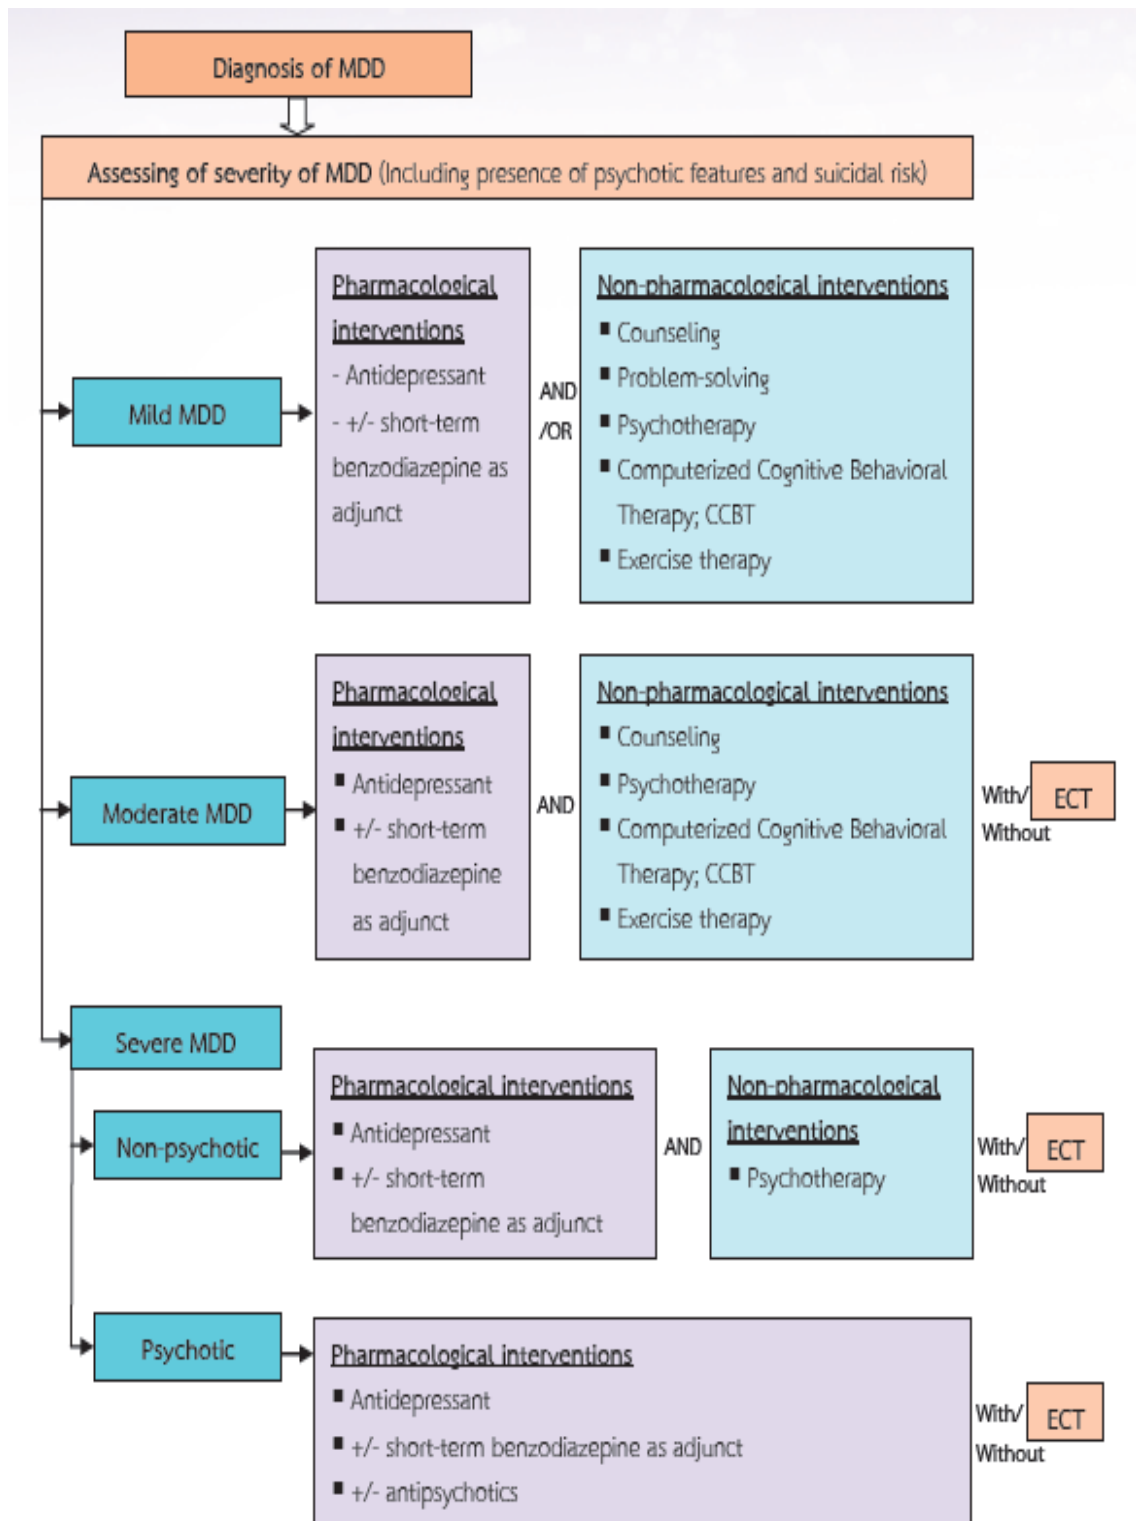 Diagnosis of MDD
Assessing of severity of MDD (Including presence of psychotic features and suicidal risk)
Mild MDD
Pharmacological
interventions
- Antidepressant
- +/- short-term
benzodiazepine as
adjunct
AND
/OR
Non-pharmacological interventions
▪ Counseling
▪ Problem-solving
▪ Psychotherapy
▪ Computerized Cognitive Behavioral
Therapy; CCBT
▪ Exercise therapy
Moderate MDD
Pharmacological
interventions
▪ Antidepressant
▪ +/- short-term
benzodiazepine
as adjunct
AND
Non-pharmacological interventions
▪ Counseling
▪ Psychotherapy
▪ Computerized Cognitive Behavioral
Therapy; CCBT
▪ Exercise therapy
With/
Without
ECT
Severe MDD
Non-psychotic
Pharmacological interventions
▪ Antidepressant
▪ +/- short-term
benzodiazepine as adjunct
AND
Non-pharmacological
interventions
▪ Psychotherapy
With/
Without
ECT
Psychotic
Pharmacological interventions
▪ Antidepressant
▪ +/- short-term benzodiazepine as adjunct
▪ +/- antipsychotics
With/
Without
ECT